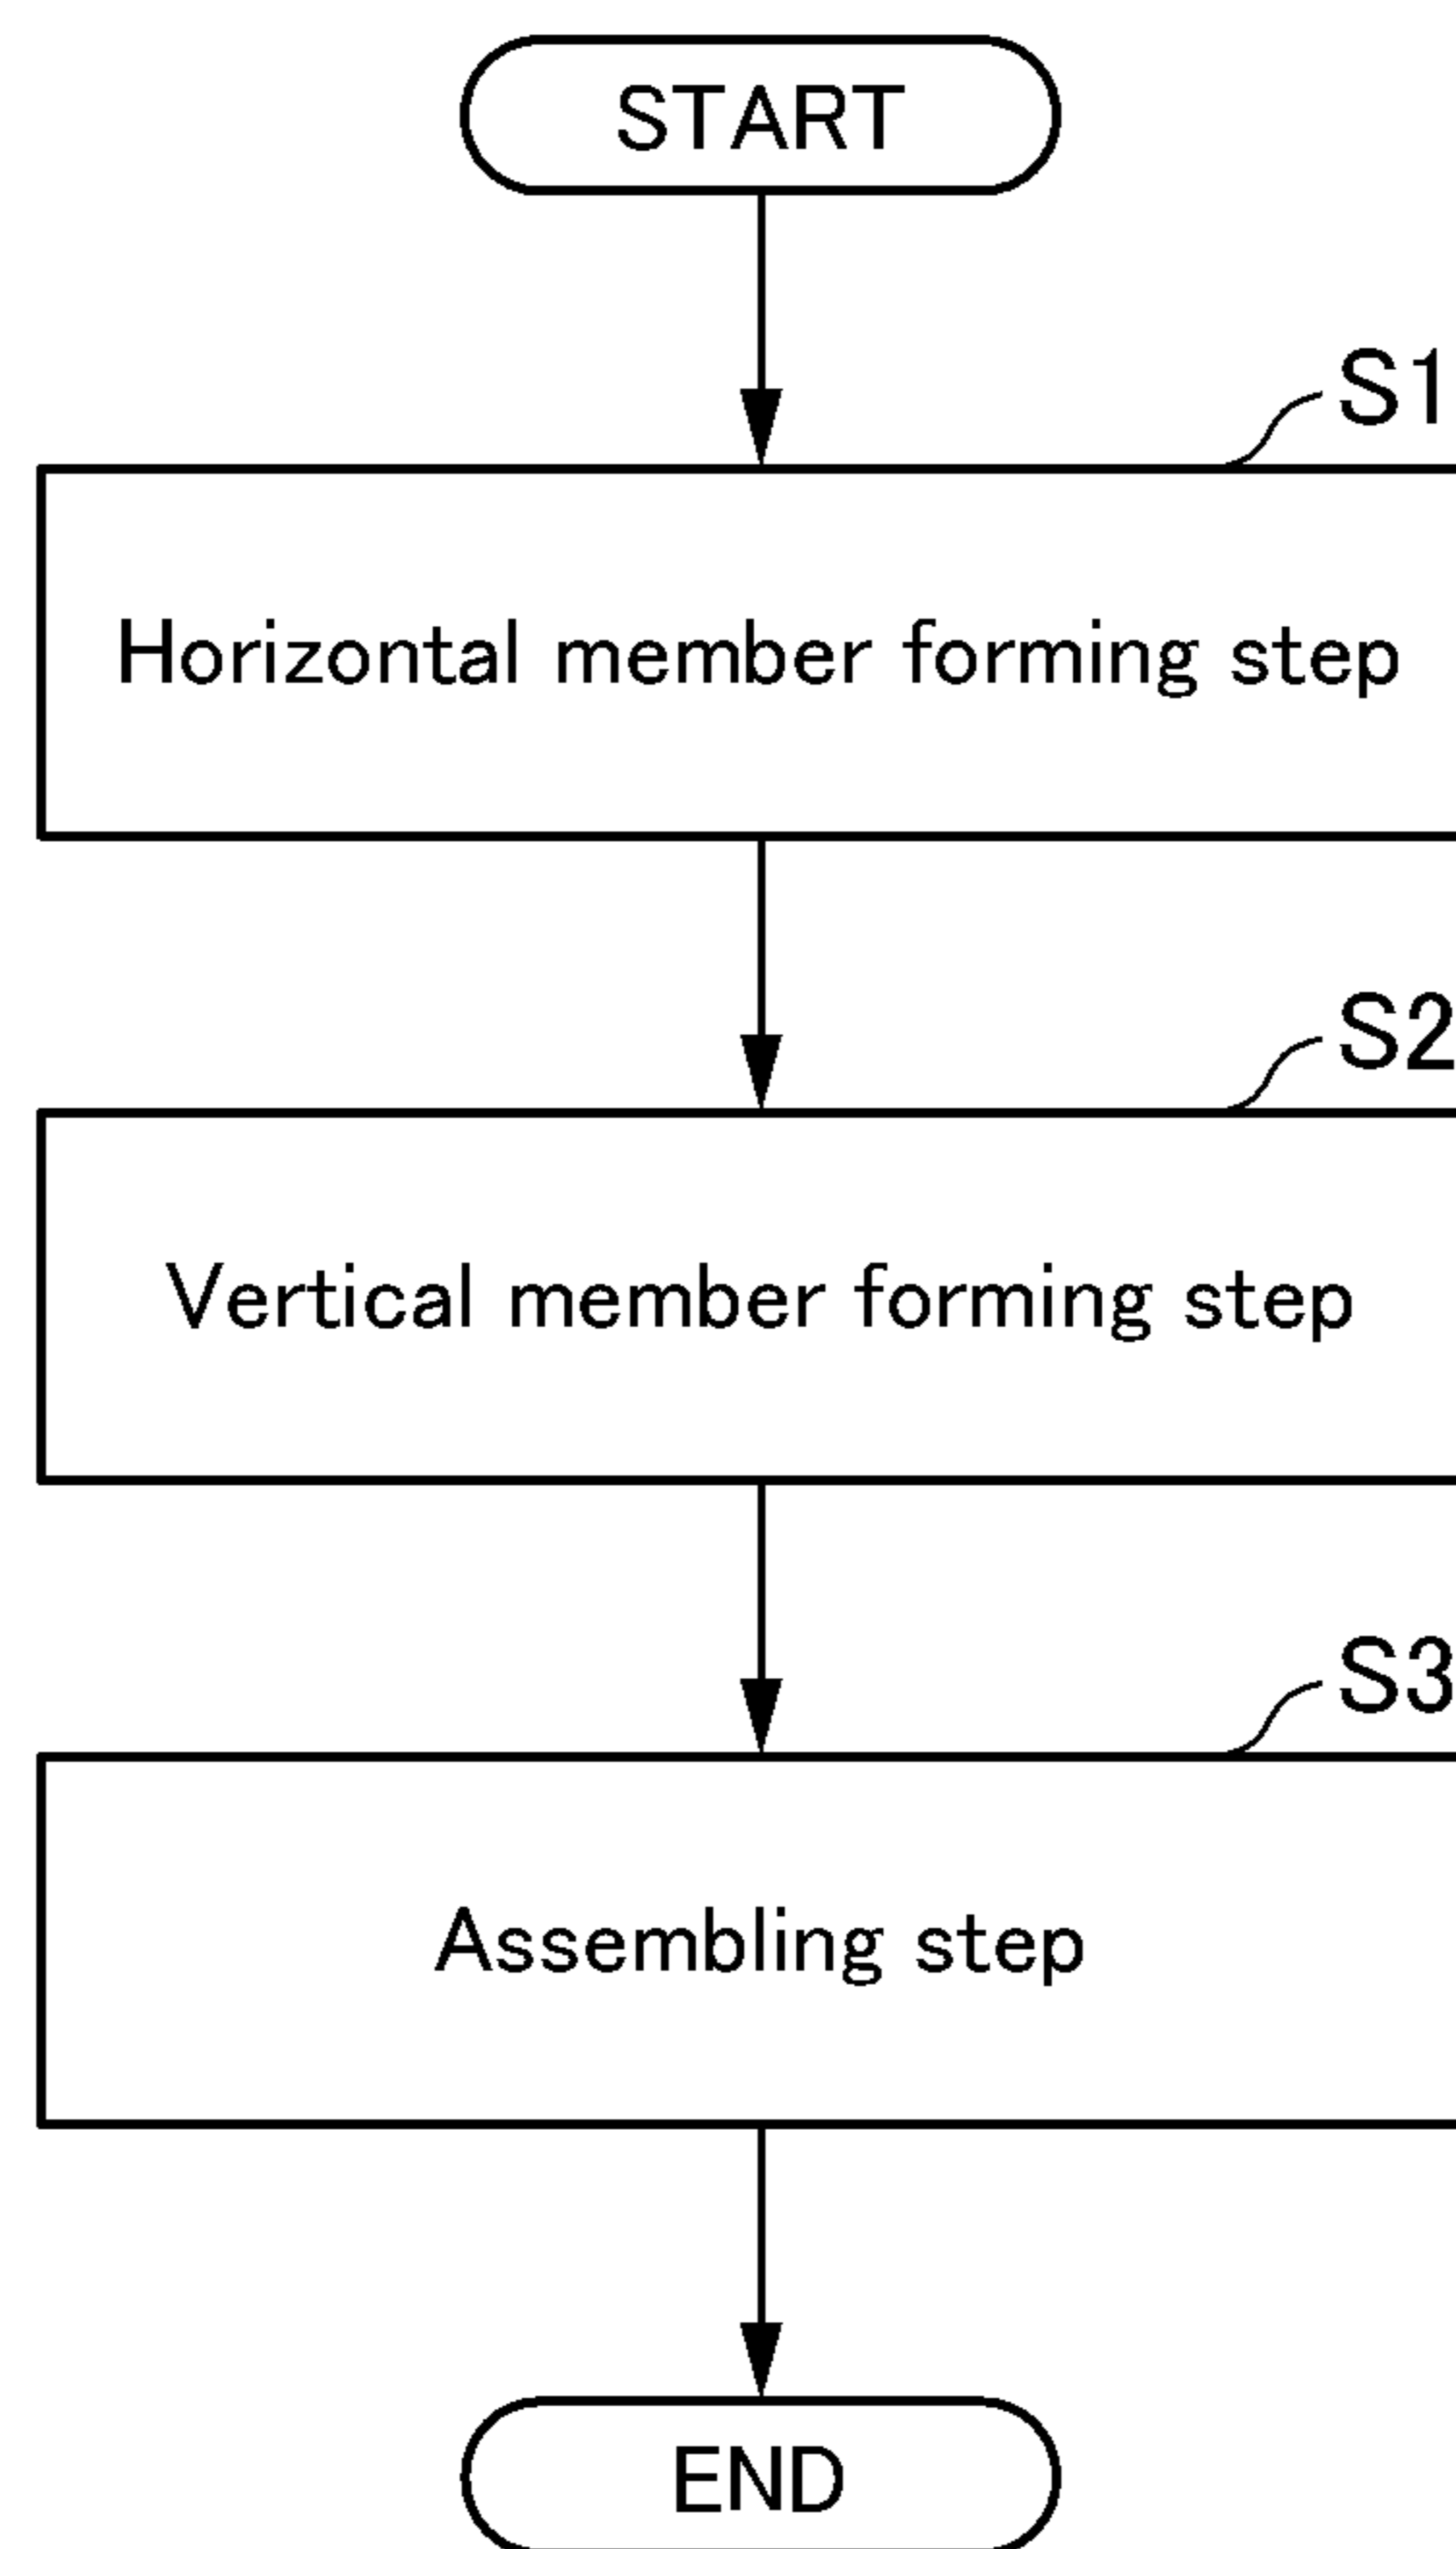 START
S1
Horizontal member forming step
S2
Vertical member forming step
S3
Assembling step
END